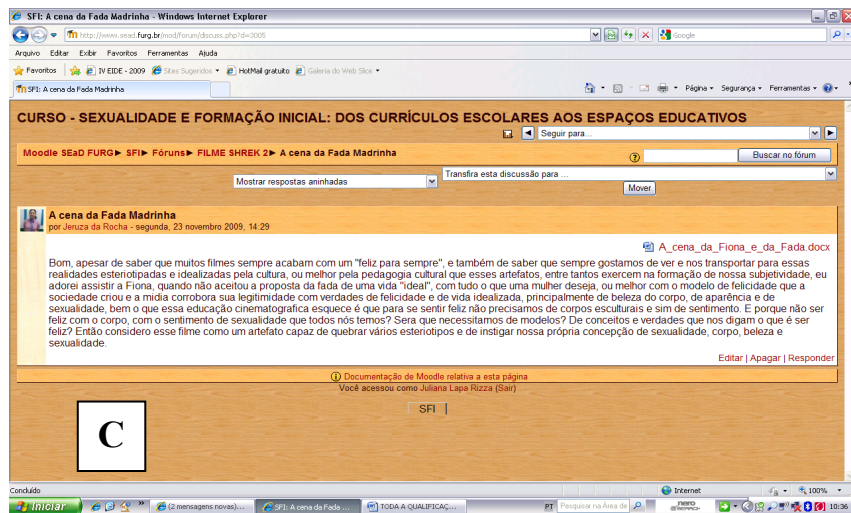 SFI: A cena da Fada Madrinha - Windows Internet Explorer
http://www.sead.furg.br/mod/forum/discuss.php?d=3005
Google
Arquivo Editar Exibir Favoritos Ferramentas Ajuda
Favoritos IV EIDE - 2009 Sites Sugeridos HotMail gratuito Galeria do Web Slice
SFI: A cena da Fada Madrinha
Página Segurança Ferramentas
CURSO - SEXUALIDADE E FORMAÇÃO INICIAL: DOS CURRÍCULOS ESCOLARES AOS ESPAÇOS EDUCATIVOS
Seguir para...
Moodle SEaD FURG► SFI► Fóruns► FILME SHREK 2► A cena da Fada Madrinha
Buscar no fórum
Mostrar respostas aninhadas
Transfira esta discussão para ...
Mover
A cena da Fada Madrinha
por Jeruza da Rocha - segunda, 23 novembro 2009, 14:29
A_cena_da_Fiona_e_da_Fada.docx
Bom, apesar de saber que muitos filmes sempre acabam com um "feliz para sempre", e também de saber que sempre gostamos de ver e nos transportar para essas
realidades esteriotipadas e idealizadas pela cultura, ou melhor pela pedagogia cultural que esses artefatos, entre tantos exercem na formação de nossa subjetividade, eu
adorei assistir a Fiona, quando não aceitou a proposta da fada de uma vida "ideal", com tudo o que uma mulher deseja, ou melhor com o modelo de felicidade que a
sociedade criou e a midia corrobora sua legitimidade com verdades de felicidade e de vida idealizada, principalmente de beleza do corpo, de aparência e de
sexualidade, bem o que essa educação cinematografica esquece é que para se sentir feliz não precisamos de corpos esculturais e sim de sentimento. E porque não ser
feliz com o corpo, com o sentimento de sexualidade que todos nós temos? Sera que necessitamos de modelos? De conceitos e verdades que nos digam o que é ser
feliz? Então considero esse filme como um artefato capaz de quebrar vários esteriotipos e de instigar nossa própria concepção de sexualidade, corpo, beleza e
sexualidade.
Editar | Apagar | Responder
Documentação de Moodle relativa a esta página
Você acessou como Juliana Lapa Rizza (Sair)
SFI
C
Concluído
Internet
100%
Iniciar
(2 mensagens novas)...
SFI: A cena da Fada ...
TODA A QUALIFICAÇ...
PT
Pesquisar na Área de
nero
10:36